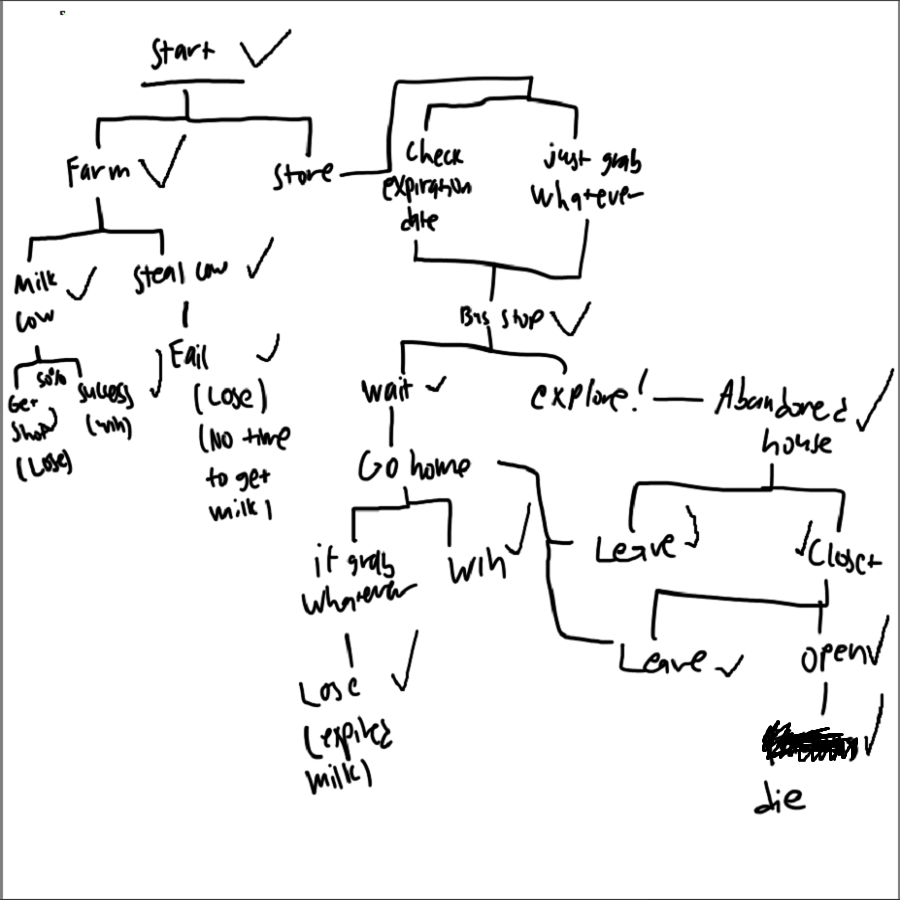 Start
Farm
Store
Check
expiration
date
just grab
whatever
Milk
cow
Steal cow
50%
Get
Shop
(Lose)
success
(win)
Fail
(Lose)
(No time
to get
milk)
Bus stop
wait
explore!
Abandoned
house
Go home
if grab
whatever
Win
Lose
(expired
milk)
Leave
Closet
Leave
open
die